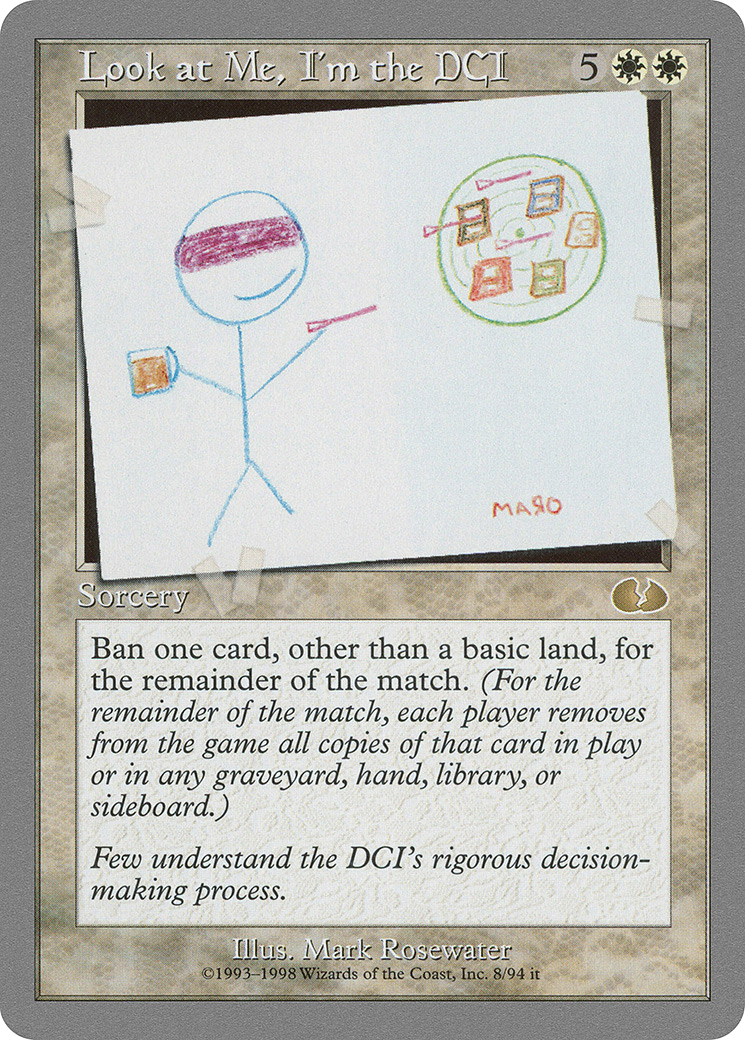 Look at Me, I'm the DCI 5
MARO
Sorcery
Ban one card, other than a basic land, for
the remainder of the match. (For the
remainder of the match, each player removes
from the game all copies of that card in play
or in any graveyard, hand, library, or
sideboard.)
Few understand the DCI's rigorous decision-
making process.
Illus. Mark Rosewater
©1993–1998 Wizards of the Coast, Inc. 8/94 it